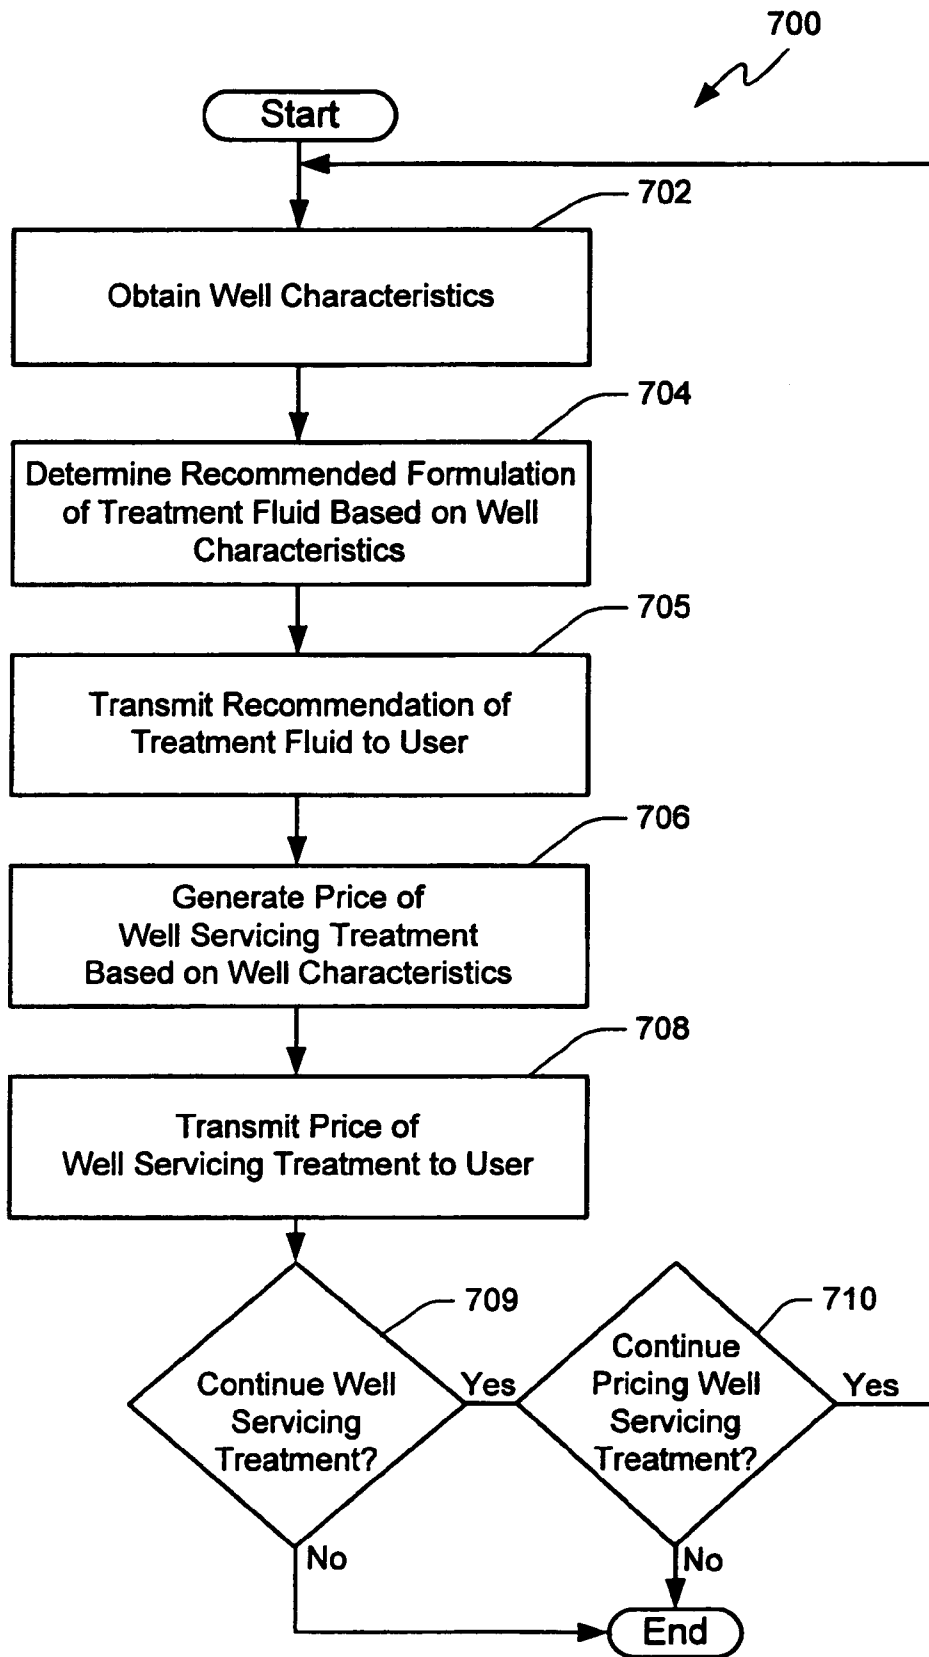 700
Start
702
Obtain Well Characteristics
704
Determine Recommended Formulation
of Treatment Fluid Based on Well
Characteristics
705
Transmit Recommendation of
Treatment Fluid to User
706
Generate Price of
Well Servicing Treatment
Based on Well Characteristics
708
Transmit Price of
Well Servicing Treatment to User
709
Continue Well
Servicing
Treatment?
Yes
No
710
Continue
Pricing Well
Servicing
Treatment?
Yes
No
End